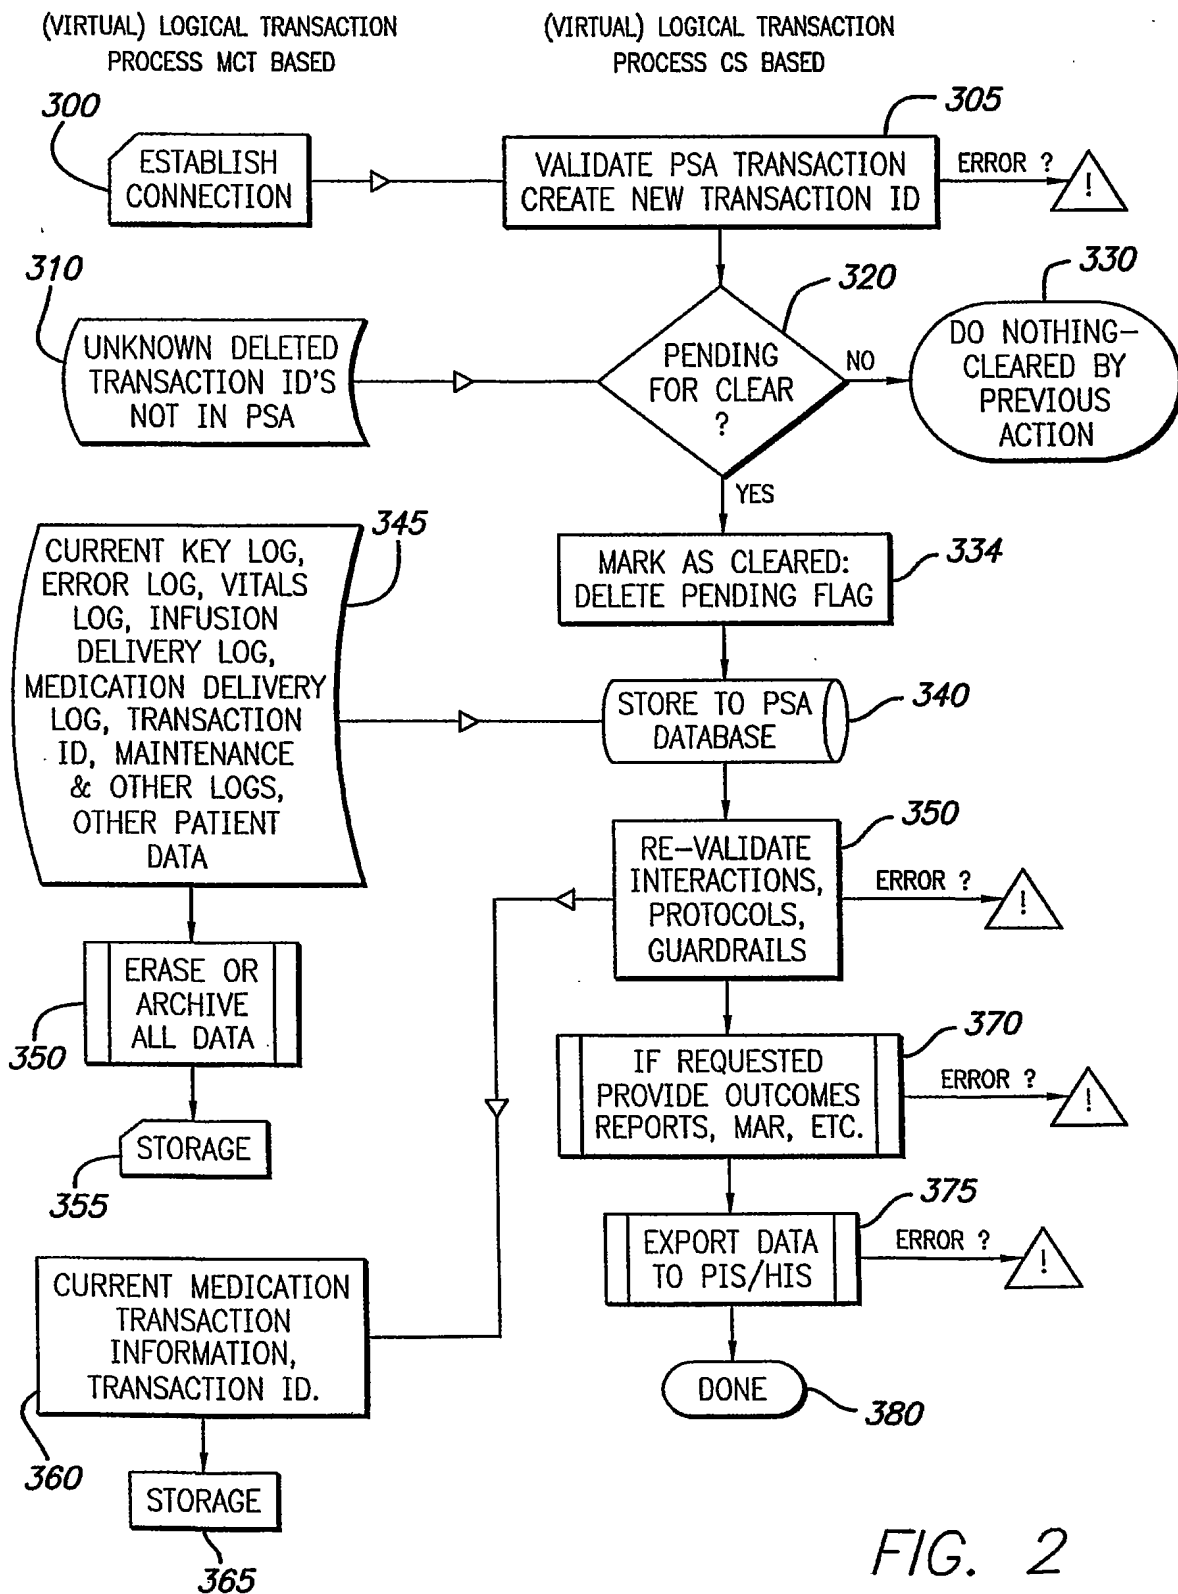 (VIRTUAL) LOGICAL TRANSACTION
PROCESS MCT BASED
(VIRTUAL) LOGICAL TRANSACTION
PROCESS CS BASED
300
ESTABLISH
CONNECTION
305
VALIDATE PSA TRANSACTION
CREATE NEW TRANSACTION ID
ERROR ?
!
310
UNKNOWN DELETED
TRANSACTION ID'S
NOT IN PSA
320
PENDING
FOR CLEAR
?
NO
330
DO NOTHING-
CLEARED BY
PREVIOUS
ACTION
YES
334
MARK AS CLEARED:
DELETE PENDING FLAG
345
CURRENT KEY LOG,
ERROR LOG, VITALS
LOG, INFUSION
DELIVERY LOG,
MEDICATION DELIVERY
LOG, TRANSACTION
ID, MAINTENANCE
& OTHER LOGS,
OTHER PATIENT
DATA
STORE TO PSA
DATABASE
340
350
RE-VALIDATE
INTERACTIONS,
PROTOCOLS,
GUARDRAILS
ERROR ?
!
ERASE OR
ARCHIVE
ALL DATA
350
370
IF REQUESTED
PROVIDE OUTCOMES
REPORTS, MAR, ETC.
ERROR ?
!
STORAGE
355
375
EXPORT DATA
TO PIS/HIS
ERROR ?
!
CURRENT MEDICATION
TRANSACTION
INFORMATION,
TRANSACTION ID.
360
DONE
380
STORAGE
365
FIG. 2